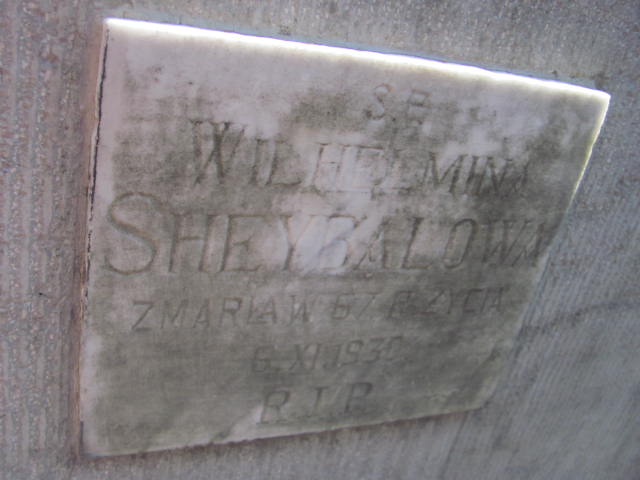 Ś.P.
WILHELMINA
SHEYBALOWA
ZMARŁA W 67 R. ŻYCIA
6. XI. 1930
R.I.P.